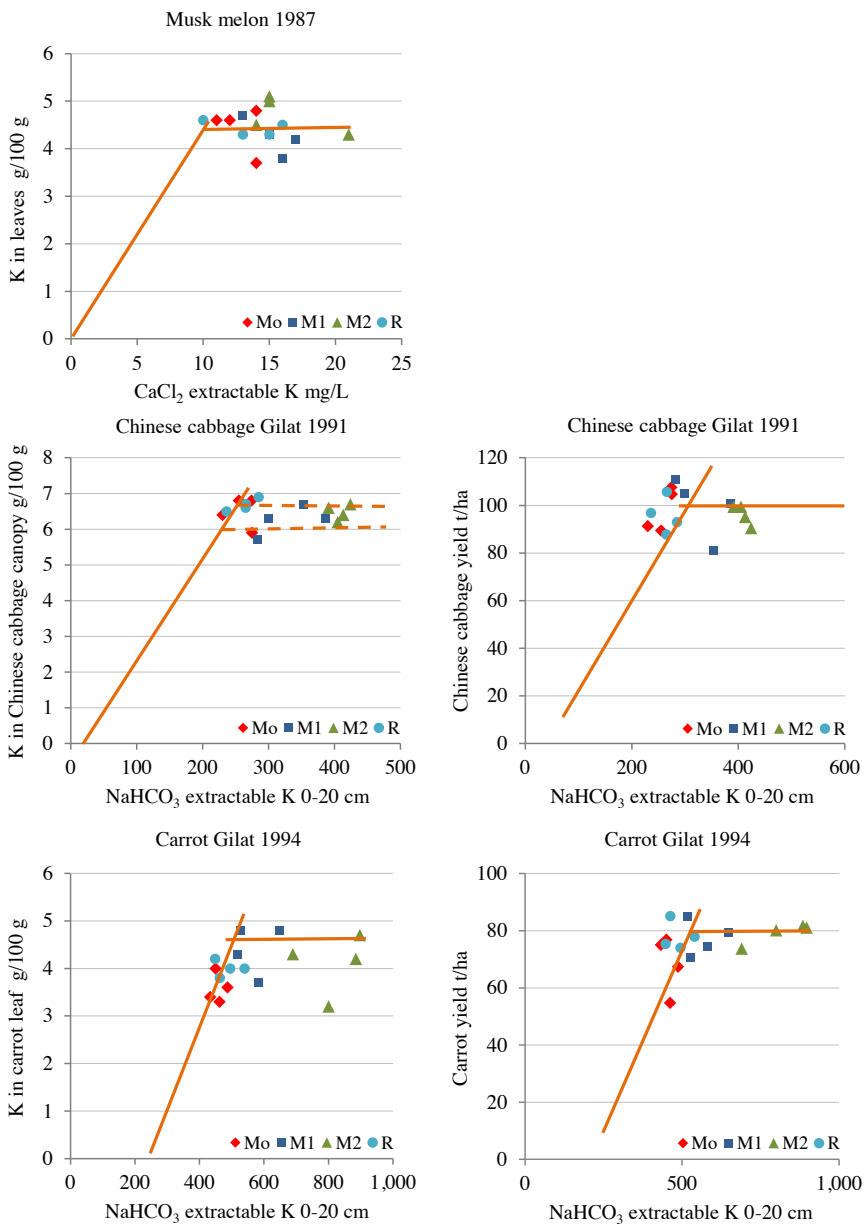 Musk melon 1987
K in leaves g/100 g
6
5
4
3
2
1
0
Mo M1 M2 R
0 5 10 15 20 25
CaCl₂ extractable K mg/L
Chinese cabbage Gilat 1991
K in Chinese cabbage canopy g/100 g
8
7
6
5
4
3
2
1
0
Mo M1 M2 R
0 100 200 300 400 500
NaHCO₃ extractable K 0-20 cm
Chinese cabbage Gilat 1991
Chinese cabbage yield t/ha
120
100
80
60
40
20
0
Mo M1 M2 R
0 200 400 600
NaHCO₃ extractable K 0-20 cm
Carrot Gilat 1994
K in carrot leaf g/100 g
6
5
4
3
2
1
0
Mo M1 M2 R
0 200 400 600 800 1,000
NaHCO₃ extractable K 0-20 cm
Carrot Gilat 1994
Carrot yield t/ha
100
80
60
40
20
0
Mo M1 M2 R
0 500 1,000
NaHCO₃ extractable K 0-20 cm